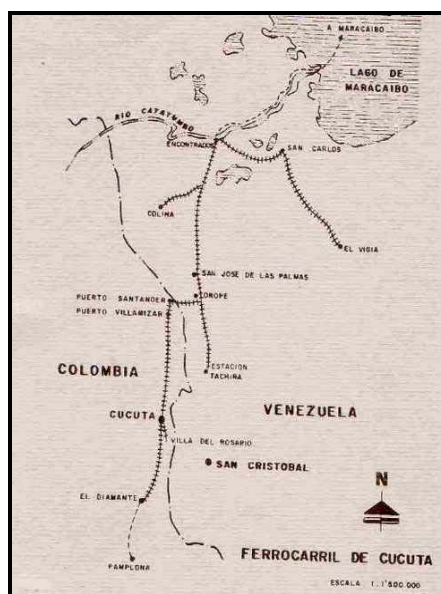 A MARACAIBO
LAGO DE
MARACAIBO
RIO CATATUMBO
ENCONTRADOS
SAN CARLOS
COLINA
EL VIGIA
SAN JOSE DE LAS PALMAS
PUERTO SANTANDER
OROPE
PUERTO VILLAMIZAR
ESTACION
TACHIRA
COLOMBIA
VENEZUELA
CUCUTA
VILLA DEL ROSARIO
SAN CRISTOBAL
N
EL DIAMANTE
FERROCARRIL DE CUCUTA
PAMPLONA
ESCALA 1:1'500.000